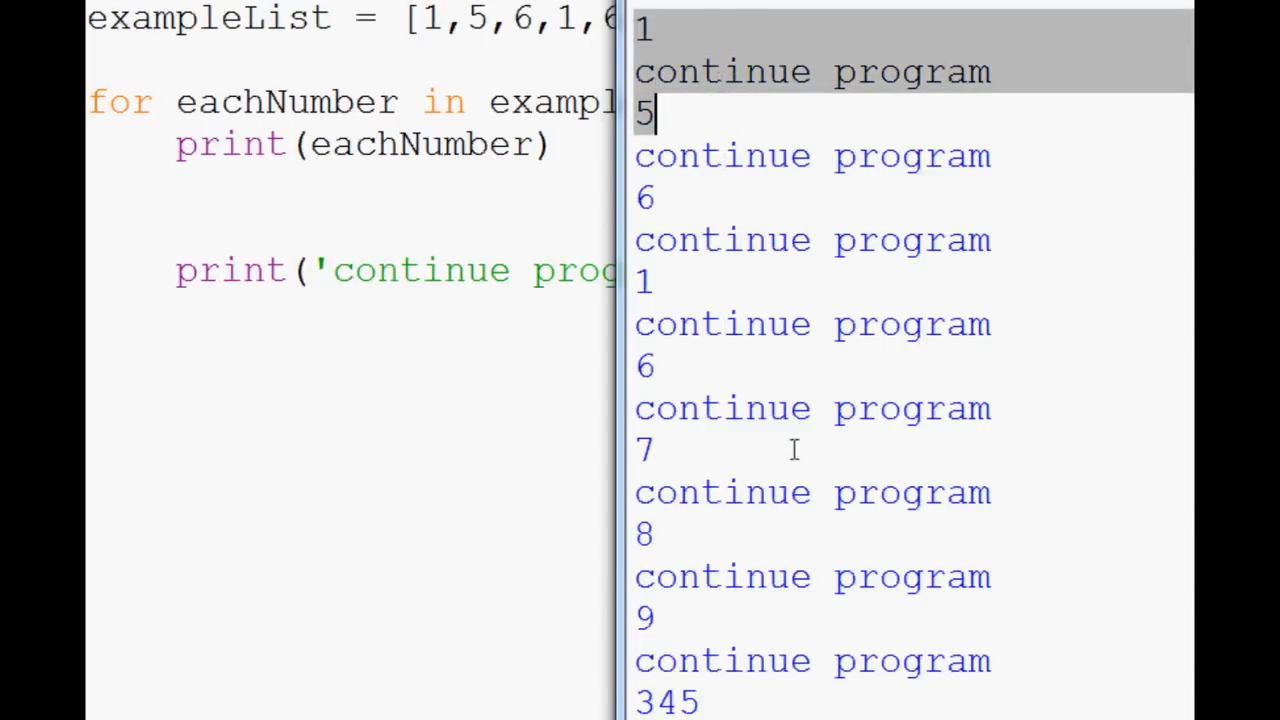 exampleList = [1,5,6,1,6
for eachNumber in exampl
print(eachNumber)
print('continue prog
1
continue program
5
continue program
6
continue program
1
continue program
6
continue program
7
continue program
8
continue program
9
continue program
345